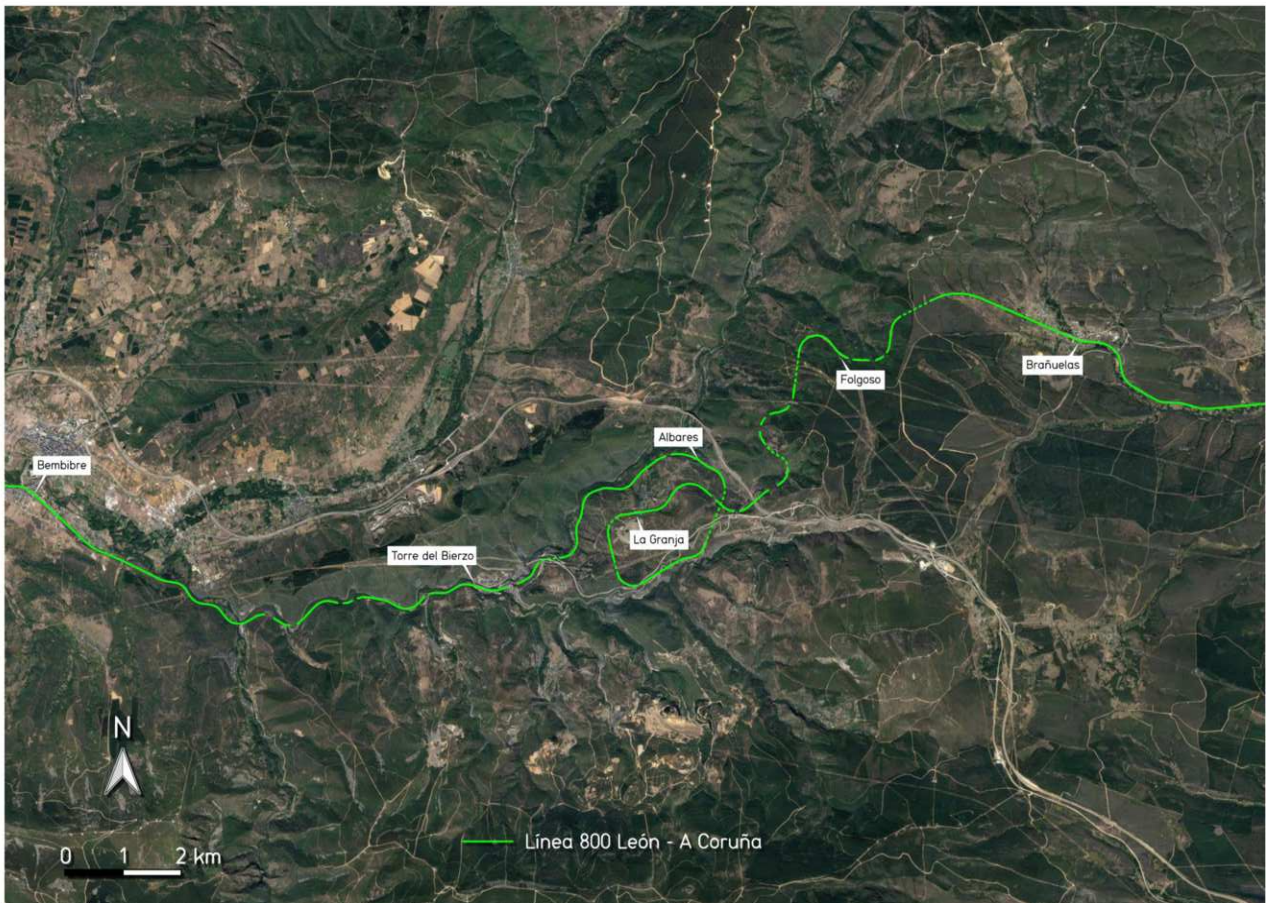 Brañuelas
Folgoso
Albares
Bembibre
La Granja
Torre del Bierzo
N
0 1 2 km
Línea 800 León - A Coruña